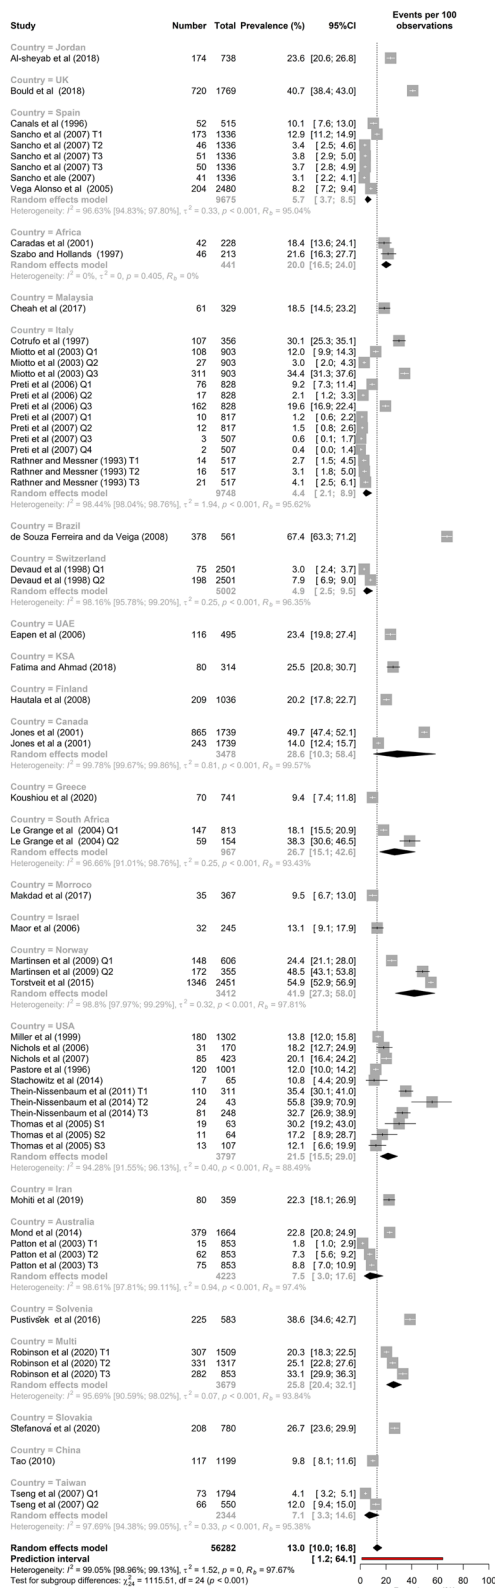 Study Number Total Prevalence (%) 95%CI Events per 100 observations
Country = Jordan
Al-sheyab et al (2018) 174 738 23.6 [20.6; 26.8]
Country = UK
Bould et al (2018) 720 1769 40.7 [38.4; 43.0]
Country = Spain
Canals et al (1996) 52 515 10.1 [ 7.6; 13.0]
Sancho et al (2007) T1 173 1336 12.9 [11.2; 14.9]
Sancho et al (2007) T2 46 1336 3.4 [ 2.5; 4.6]
Sancho et al (2007) T3 51 1336 3.8 [ 2.9; 5.0]
Sancho et al (2007) T3 50 1336 3.7 [ 2.8; 4.9]
Sancho et ale (2007) 41 1336 3.1 [ 2.2; 4.1]
Vega Alonso et al (2005) 204 2480 8.2 [ 7.2; 9.4]
Random effects model 9675 5.7 [ 3.7; 8.5]
Heterogeneity: I² = 96.63% [94.83%; 97.80%], τ² = 0.33, p < 0.001, R_b = 95.04%
Country = Africa
Caradas et al (2001) 42 228 18.4 [13.6; 24.1]
Szabo and Hollands (1997) 46 213 21.6 [16.3; 27.7]
Random effects model 441 20.0 [16.5; 24.0]
Heterogeneity: I² = 0%, τ² = 0, p = 0.405, R_b = 0%
Country = Malaysia
Cheah et al (2017) 61 329 18.5 [14.5; 23.2]
Country = Italy
Cotrufo et al (1997) 107 356 30.1 [25.3; 35.1]
Miotto et al (2003) Q1 108 903 12.0 [ 9.9; 14.3]
Miotto et al (2003) Q2 27 903 3.0 [ 2.0; 4.3]
Miotto et al (2003) Q3 311 903 34.4 [31.3; 37.6]
Preti et al (2006) Q1 76 828 9.2 [ 7.3; 11.4]
Preti et al (2006) Q2 17 828 2.1 [ 1.2; 3.3]
Preti et al (2006) Q3 162 828 19.6 [16.9; 22.4]
Preti et al (2007) Q1 10 817 1.2 [ 0.6; 2.2]
Preti et al (2007) Q2 12 817 1.5 [ 0.8; 2.6]
Preti et al (2007) Q3 3 507 0.6 [ 0.1; 1.7]
Preti et al (2007) Q4 2 507 0.4 [ 0.0; 1.4]
Rathner and Messner (1993) T1 14 517 2.7 [ 1.5; 4.5]
Rathner and Messner (1993) T2 16 517 3.1 [ 1.8; 5.0]
Rathner and Messner (1993) T3 21 517 4.1 [ 2.5; 6.1]
Random effects model 9748 4.4 [ 2.1; 8.9]
Heterogeneity: I² = 98.44% [98.04%; 98.76%], τ² = 1.94, p < 0.001, R_b = 95.62%
Country = Brazil
de Souza Ferreira and da Veiga (2008) 378 561 67.4 [63.3; 71.2]
Country = Switzerland
Devaud et al (1998) Q1 75 2501 3.0 [ 2.4; 3.7]
Devaud et al (1998) Q2 198 2501 7.9 [ 6.9; 9.0]
Random effects model 5002 4.9 [ 2.5; 9.5]
Heterogeneity: I² = 98.16% [95.78%; 99.20%], τ² = 0.25, p < 0.001, R_b = 96.35%
Country = UAE
Eapen et al (2006) 116 495 23.4 [19.8; 27.4]
Country = KSA
Fatima and Ahmad (2018) 80 314 25.5 [20.8; 30.7]
Country = Finland
Hautala et al (2008) 209 1036 20.2 [17.8; 22.7]
Country = Canada
Jones et al (2001) 865 1739 49.7 [47.4; 52.1]
Jones et al a (2001) 243 1739 14.0 [12.4; 15.7]
Random effects model 3478 28.6 [10.3; 58.4]
Heterogeneity: I² = 99.78% [99.67%; 99.86%], τ² = 0.81, p < 0.001, R_b = 99.57%
Country = Greece
Koushiou et al (2020) 70 741 9.4 [ 7.4; 11.8]
Country = South Africa
Le Grange et al (2004) Q1 147 813 18.1 [15.5; 20.9]
Le Grange et al (2004) Q2 59 154 38.3 [30.6; 46.5]
Random effects model 967 26.7 [15.1; 42.6]
Heterogeneity: I² = 96.66% [91.01%; 98.76%], τ² = 0.25, p < 0.001, R_b = 93.43%
Country = Morroco
Makdad et al (2017) 35 367 9.5 [ 6.7; 13.0]
Country = Israel
Maor et al (2006) 32 245 13.1 [ 9.1; 17.9]
Country = Norway
Martinsen et al (2009) Q1 148 606 24.4 [21.1; 28.0]
Martinsen et al (2009) Q2 172 355 48.5 [43.1; 53.8]
Torstveit et al (2015) 1346 2451 54.9 [52.9; 56.9]
Random effects model 3412 41.9 [27.3; 58.0]
Heterogeneity: I² = 98.8% [97.97%; 99.29%], τ² = 0.32, p < 0.001, R_b = 97.81%
Country = USA
Miller et al (1999) 180 1302 13.8 [12.0; 15.8]
Nichols et al (2006) 31 170 18.2 [12.7; 24.9]
Nichols et al (2007) 85 423 20.1 [16.4; 24.2]
Pastore et al (1996) 120 1001 12.0 [10.0; 14.2]
Stachowitz et al (2014) 7 65 10.8 [ 4.4; 20.9]
Thein-Nissenbaum et al (2011) T1 110 311 35.4 [30.1; 41.0]
Thein-Nissenbaum et al (2014) T2 24 43 55.8 [39.9; 70.9]
Thein-Nissenbaum et al (2014) T3 81 248 32.7 [26.9; 38.9]
Thomas et al (2005) S1 19 63 30.2 [19.2; 43.0]
Thomas et al (2005) S2 11 64 17.2 [ 8.9; 28.7]
Thomas et al (2005) S3 13 107 12.1 [ 6.6; 19.9]
Random effects model 3797 21.5 [15.5; 29.0]
Heterogeneity: I² = 94.28% [91.55%; 96.13%], τ² = 0.40, p < 0.001, R_b = 88.49%
Country = Iran
Mohiti et al (2019) 80 359 22.3 [18.1; 26.9]
Country = Australia
Mond et al (2014) 379 1664 22.8 [20.8; 24.9]
Patton et al (2003) T1 15 853 1.8 [ 1.0; 2.9]
Patton et al (2003) T2 62 853 7.3 [ 5.6; 9.2]
Patton et al (2003) T3 75 853 8.8 [ 7.0; 10.9]
Random effects model 4223 7.5 [ 3.0; 17.6]
Heterogeneity: I² = 98.61% [97.81%; 99.11%], τ² = 0.94, p < 0.001, R_b = 97.4%
Country = Solvenia
Pustivšek et al (2016) 225 583 38.6 [34.6; 42.7]
Country = Multi
Robinson et al (2020) T1 307 1509 20.3 [18.3; 22.5]
Robinson et al (2020) T2 331 1317 25.1 [22.8; 27.6]
Robinson et al (2020) T3 282 853 33.1 [29.9; 36.3]
Random effects model 3679 25.8 [20.4; 32.1]
Heterogeneity: I² = 95.69% [90.59%; 98.02%], τ² = 0.07, p < 0.001, R_b = 93.84%
Country = Slovakia
Štefanová et al (2020) 208 780 26.7 [23.6; 29.9]
Country = China
Tao (2010) 117 1199 9.8 [ 8.1; 11.6]
Country = Taiwan
Tseng et al (2007) Q1 73 1794 4.1 [ 3.2; 5.1]
Tseng et al (2007) Q2 66 550 12.0 [ 9.4; 15.0]
Random effects model 2344 7.1 [ 3.3; 14.6]
Heterogeneity: I² = 97.69% [94.38%; 99.05%], τ² = 0.33, p < 0.001, R_b = 95.38%
Random effects model 56282 13.0 [10.0; 16.8]
Prediction interval [ 1.2; 64.1]
Heterogeneity: I² = 99.05% [98.96%; 99.13%], τ² = 1.52, p = 0, R_b = 97.67%
Test for subgroup differences: χ²₂₄ = 1115.51, df = 24 (p < 0.001)
0 20 40 60 80 100